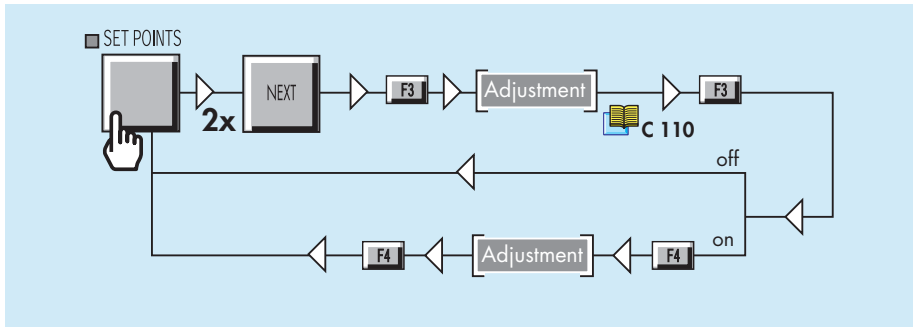 SET POINTS
2x
NEXT
F3
Adjustment
C 110
F3
off
on
F4
Adjustment
F4